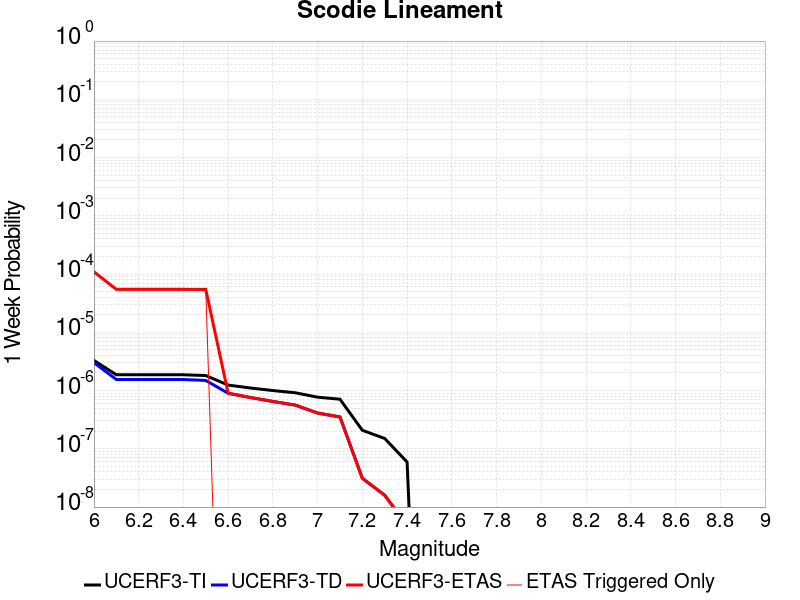 Scodie Lineament
10^0
10^-1
10^-2
10^-3
10^-4
10^-5
10^-6
10^-7
10^-8
1 Week Probability
6 6.2 6.4 6.6 6.8 7 7.2 7.4 7.6 7.8 8 8.2 8.4 8.6 8.8 9
Magnitude
UCERF3-TI UCERF3-TD UCERF3-ETAS ETAS Triggered Only